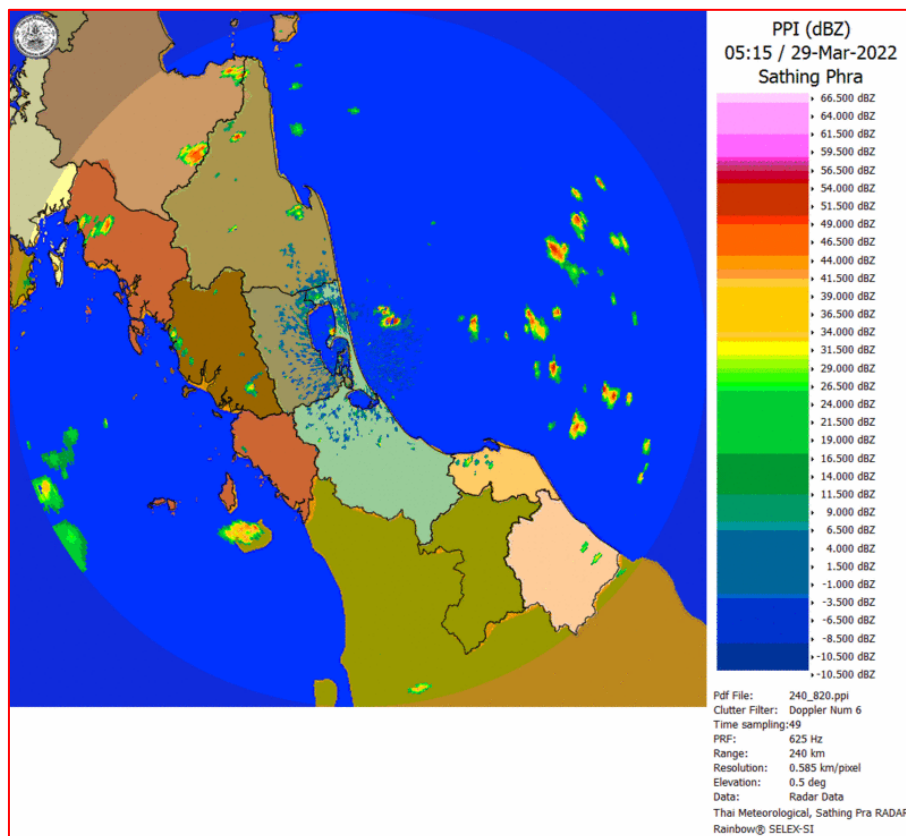 PPI (dBZ)
05:15 / 29-Mar-2022
Sathing Phra
66.500 dBZ
64.000 dBZ
61.500 dBZ
59.500 dBZ
56.500 dBZ
54.000 dBZ
51.500 dBZ
49.000 dBZ
46.500 dBZ
44.000 dBZ
41.500 dBZ
39.000 dBZ
36.500 dBZ
34.000 dBZ
31.500 dBZ
29.000 dBZ
26.500 dBZ
24.000 dBZ
21.500 dBZ
19.000 dBZ
16.500 dBZ
14.000 dBZ
11.500 dBZ
9.000 dBZ
6.500 dBZ
4.000 dBZ
1.500 dBZ
-1.000 dBZ
-3.500 dBZ
-6.500 dBZ
-8.500 dBZ
-10.500 dBZ
-10.500 dBZ
Pdf File: 240_820.ppi
Clutter Filter: Doppler Num 6
Time sampling:49
PRF: 625 Hz
Range: 240 km
Resolution: 0.585 km/pixel
Elevation: 0.5 deg
Data: Radar Data
Thai Meteorological, Sathing Pra RADAR
Rainbow® SELEX-SI